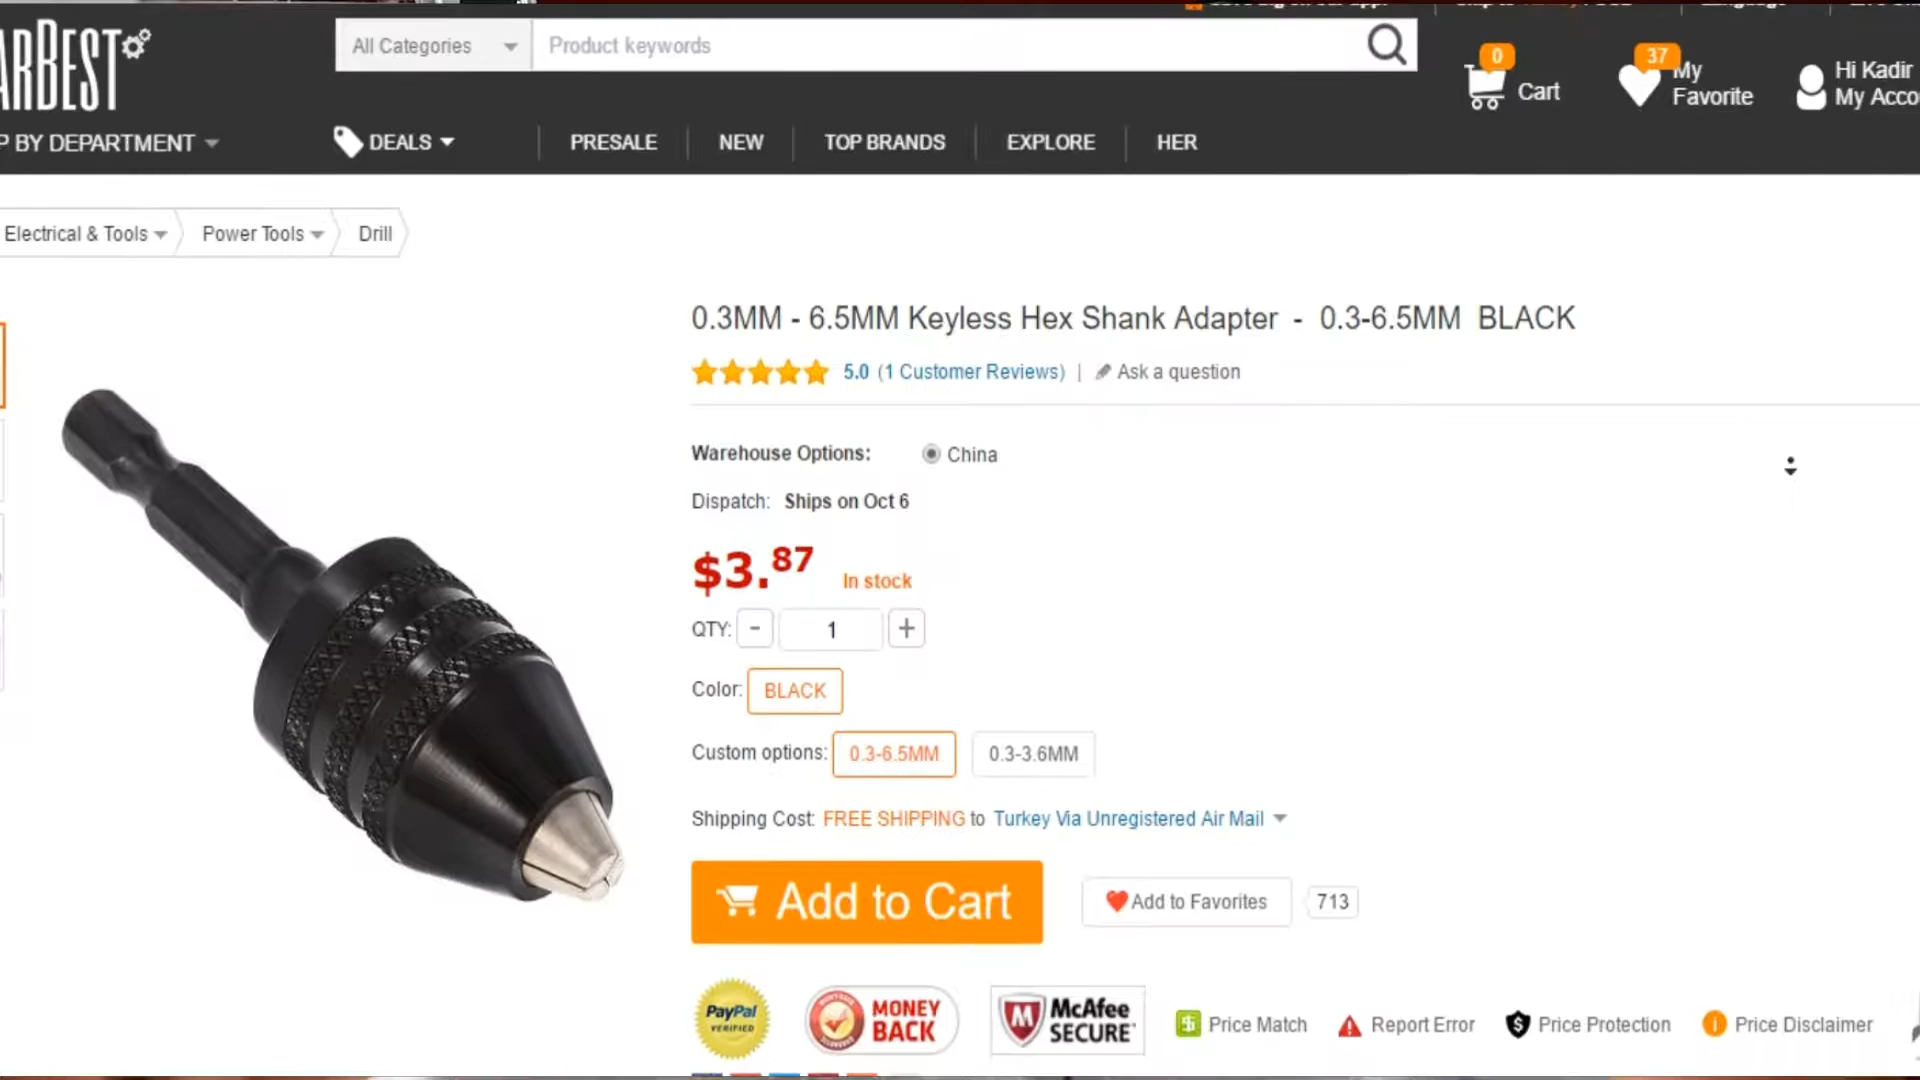 ARBEST
All Categories
Product keywords
0
Cart
37
My
Favorite
Hi Kadir
My Acco
P BY DEPARTMENT
DEALS
PRESALE
NEW
TOP BRANDS
EXPLORE
HER
Electrical & Tools
Power Tools
Drill
0.3MM - 6.5MM Keyless Hex Shank Adapter - 0.3-6.5MM BLACK
5.0 (1 Customer Reviews) | Ask a question
Warehouse Options: China
Dispatch: Ships on Oct 6
$3.87 In stock
QTY: - 1 +
Color: BLACK
Custom options: 0.3-6.5MM 0.3-3.6MM
Shipping Cost: FREE SHIPPING to Turkey Via Unregistered Air Mail
Add to Cart
Add to Favorites
713
PayPal
VERIFIED
MONEY
BACK
McAfee
SECURE
Price Match
Report Error
Price Protection
Price Disclaimer